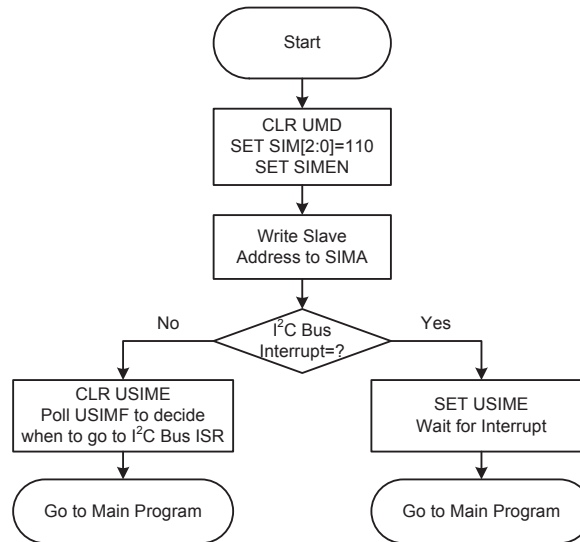 Start
CLR UMD
SET SIM[2:0]=110
SET SIMEN
Write Slave
Address to SIMA
I²C Bus
Interrupt=?
No
Yes
CLR USIME
Poll USIMF to decide
when to go to I²C Bus ISR
SET USIME
Wait for Interrupt
Go to Main Program
Go to Main Program